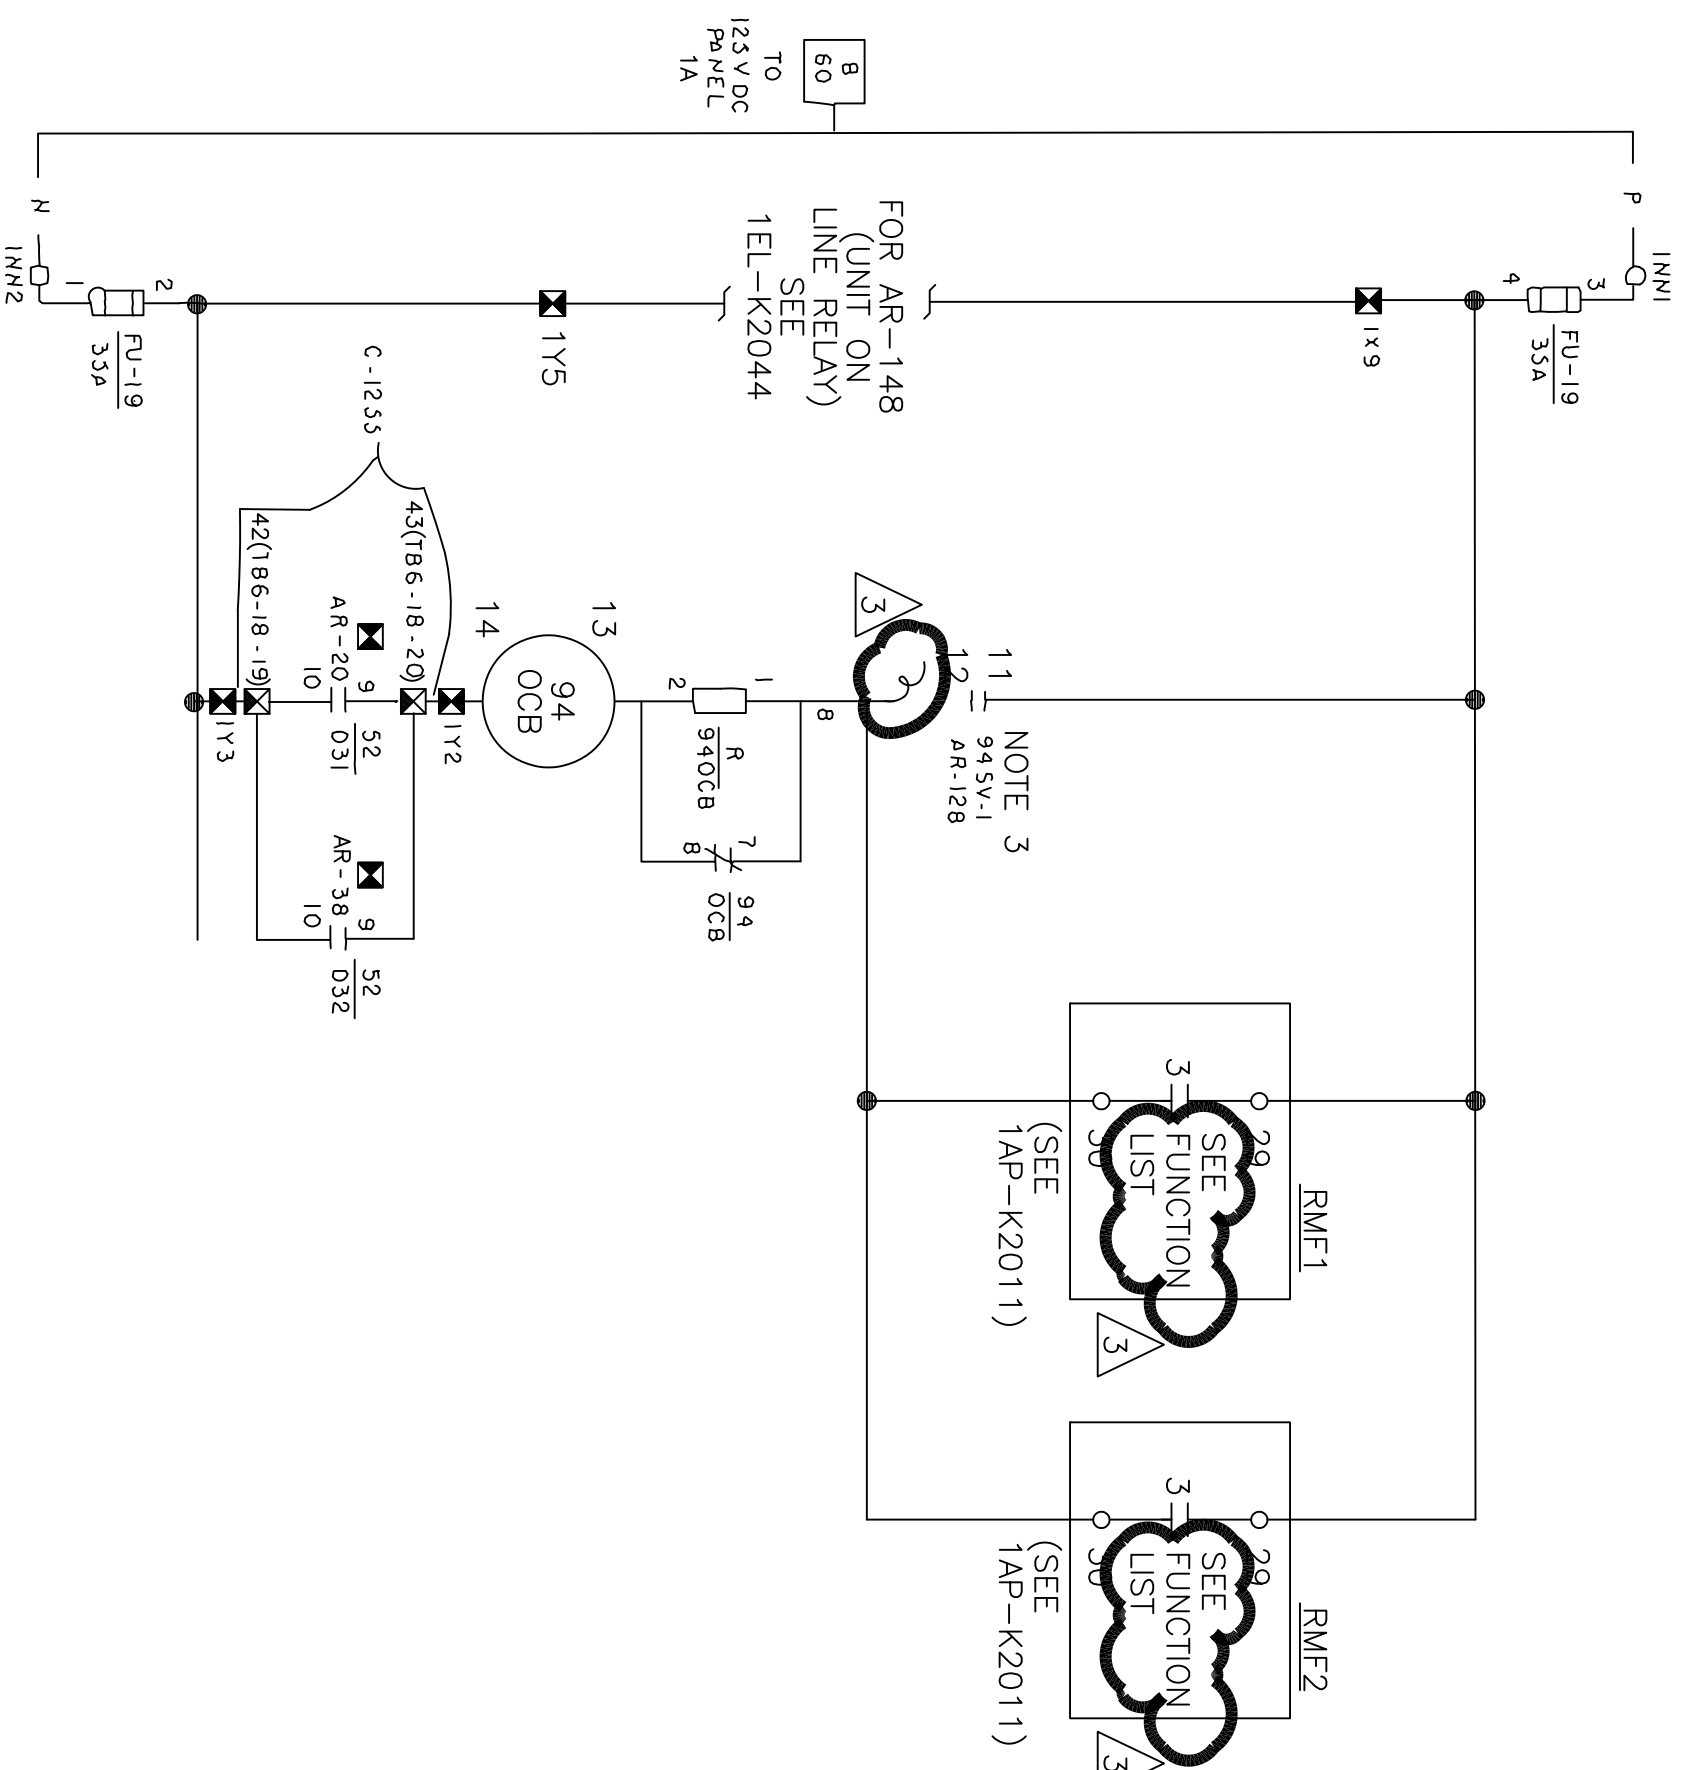 B
60
TO
125VDC
PANEL
1A
P
1NN1
3
4
FU-19
35A
1X9
FOR AR-148
(UNIT ON
LINE RELAY)
SEE
1EL-K2044
1Y5
N
1NN2
1
2
FU-19
35A
NOTE 3
94SV-1
AR-128
11
12
3
8
1
2
R
94OCB
7
8
94
OCB
13
94
OCB
14
C-1255
1Y2
43(TB6-18-20)
9
AR-20
10
52
D31
9
AR-38
10
52
D32
42(TB6-18-19)
1Y3
RMF1
29
3
SEE
FUNCTION
LIST
30
(SEE
1AP-K2011)
3
RMF2
29
3
SEE
FUNCTION
LIST
30
(SEE
1AP-K2011)
3